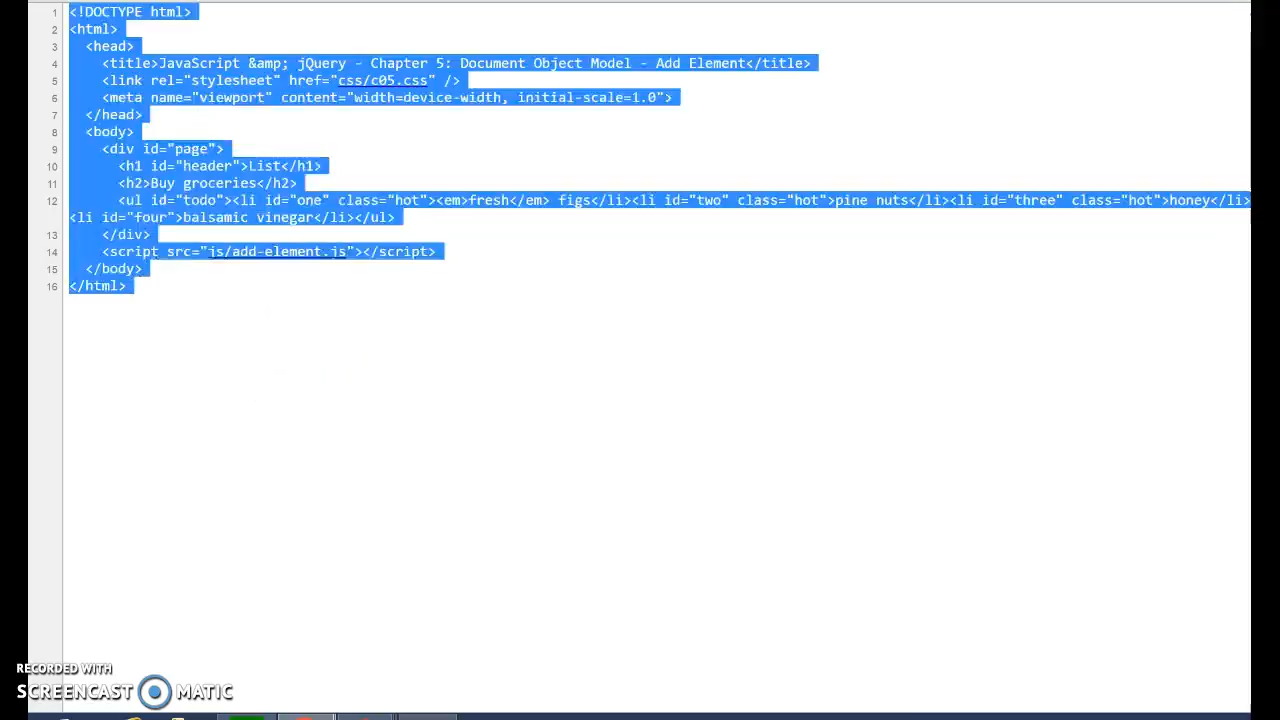 1 <!DOCTYPE html>
2 <html>
3 <head>
4 <title>JavaScript &amp; jQuery - Chapter 5: Document Object Model - Add Element</title>
5 <link rel="stylesheet" href="css/c05.css" />
6 <meta name="viewport" content="width=device-width, initial-scale=1.0">
7 </head>
8 <body>
9 <div id="page">
10 <h1 id="header">List</h1>
11 <h2>Buy groceries</h2>
12 <ul id="todo"><li id="one" class="hot"><em>fresh</em> figs</li><li id="two" class="hot">pine nuts</li><li id="three" class="hot">honey</li>
<li id="four">balsamic vinegar</li></ul>
13 </div>
14 <script src="js/add-element.js"></script>
15 </body>
16 </html>
RECORDED WITH
SCREENCAST MATIC